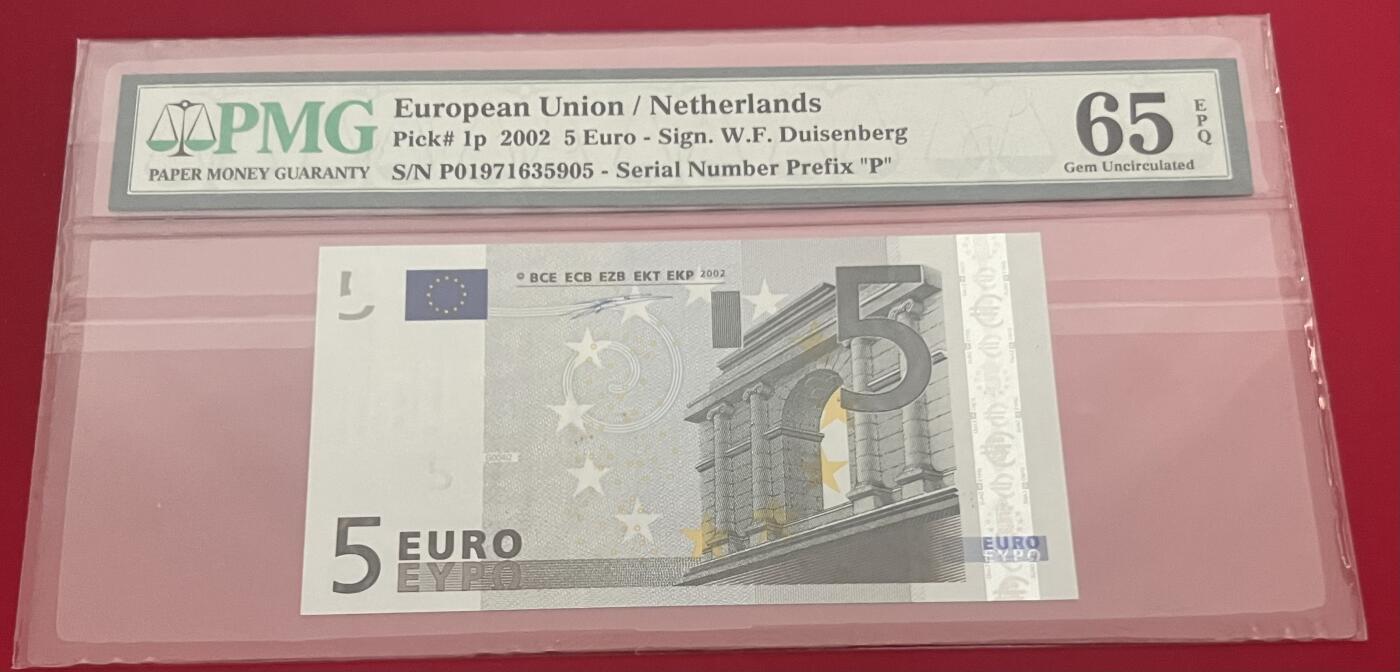 PMG
PAPER MONEY GUARANTY
European Union / Netherlands
Pick# 1p 2002 5 Euro - Sign. W.F. Duisenberg
S/N P01971635905 - Serial Number Prefix "P"
65
EPQ
Gem Uncirculated
© BCE ECB EZB EKT EKP 2002
5
5 EURO
ΕΥΡΩ
EURO
ΕΥΡΩ